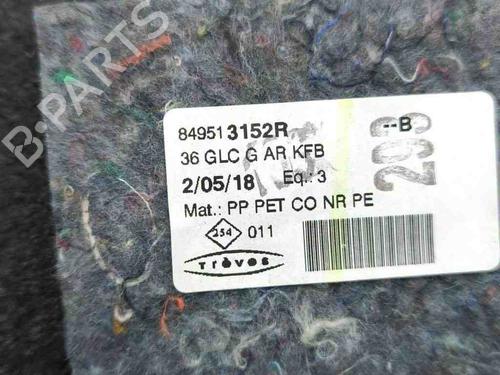 B-PARTS
849513152R --B
36 GLC G AR KFB
2/05/18 Eq.: 3
Mat.: PP PET CO NR PE
254 011
Trèves